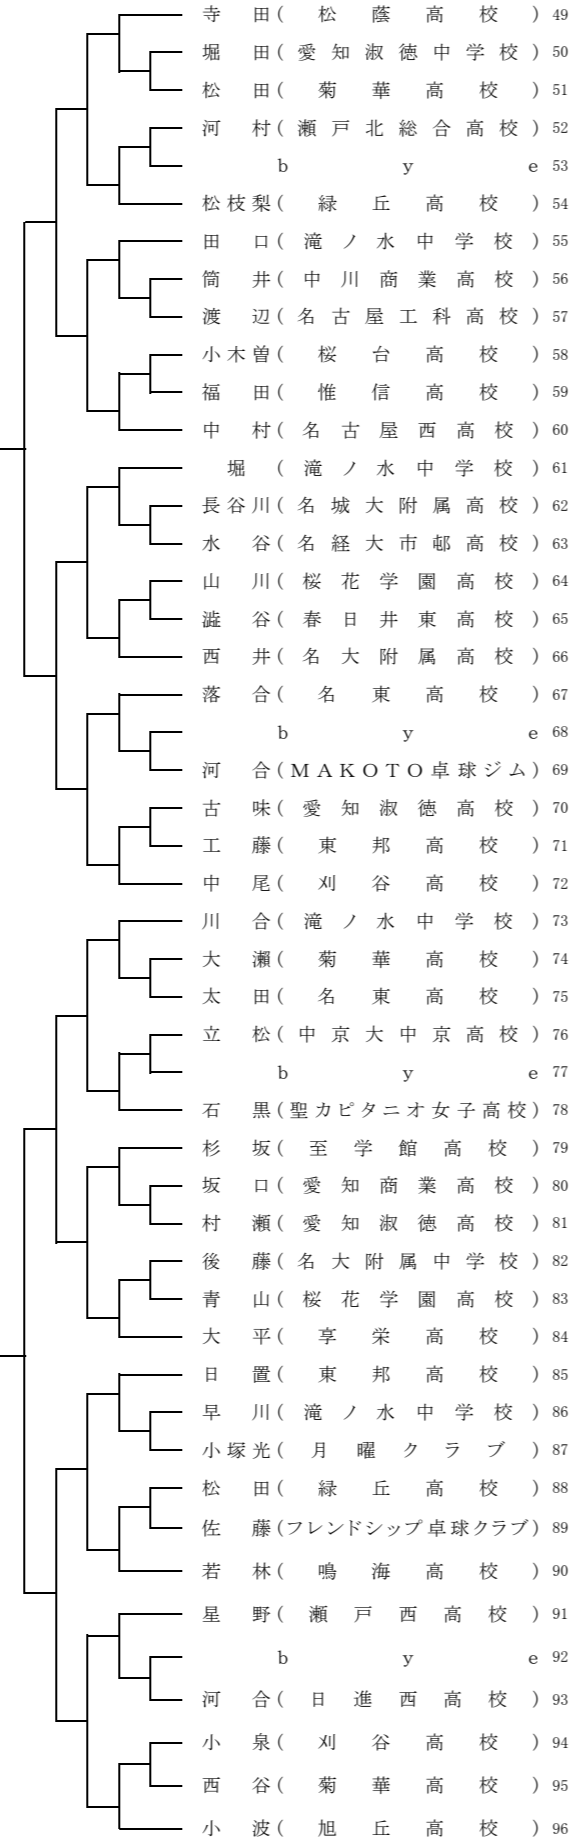 寺田(松蔭高校)49
堀田(愛知淑徳中学校)50
松田(菊華高校)51
河村(瀬戸北総合高校)52
bye 53
松枝梨(緑丘高校)54
田口(滝ノ水中学校)55
筒井(中川商業高校)56
渡辺(名古屋工科高校)57
小木曽(桜台高校)58
福田(惟信高校)59
中村(名古屋西高校)60
堀(滝ノ水中学校)61
長谷川(名城大附属高校)62
水谷(名経大市邨高校)63
山川(桜花学園高校)64
澁谷(春日井東高校)65
西井(名大附属高校)66
落合(名東高校)67
bye 68
河合(MAKOTO卓球ジム)69
古味(愛知淑徳高校)70
工藤(東邦高校)71
中尾(刈谷高校)72
川合(滝ノ水中学校)73
大瀬(菊華高校)74
太田(名東高校)75
立松(中京大中京高校)76
bye 77
石黒(聖カピタニオ女子高校)78
杉坂(至学館高校)79
坂口(愛知商業高校)80
村瀬(愛知淑徳高校)81
後藤(名大附属中学校)82
青山(桜花学園高校)83
大平(享栄高校)84
日置(東邦高校)85
早川(滝ノ水中学校)86
小塚光(月曜クラブ)87
松田(緑丘高校)88
佐藤(フレンドシップ卓球クラブ)89
若林(鳴海高校)90
星野(瀬戸西高校)91
bye 92
河合(日進西高校)93
小泉(刈谷高校)94
西谷(菊華高校)95
小波(旭丘高校)96